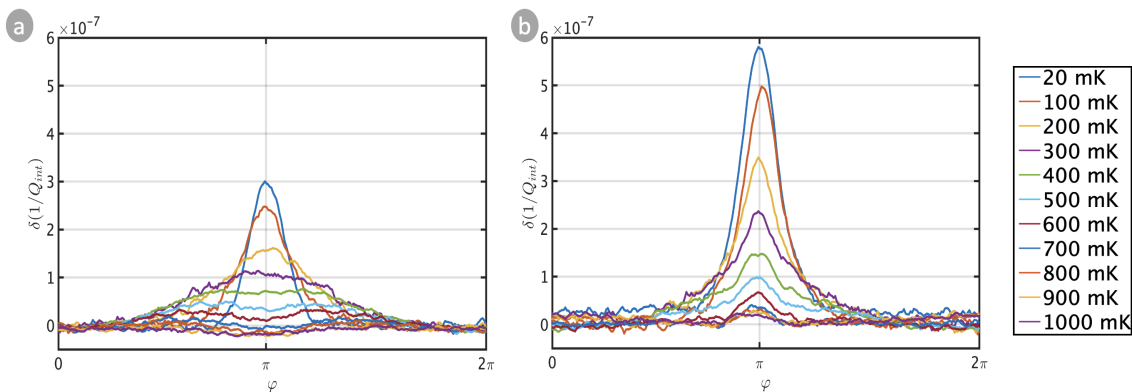 a
×10⁻⁷
6
5
4
3
2
1
0
δ(1/Q_int)
0
π
2π
φ
b
×10⁻⁷
6
5
4
3
2
1
0
δ(1/Q_int)
0
π
2π
φ
20 mK
100 mK
200 mK
300 mK
400 mK
500 mK
600 mK
700 mK
800 mK
900 mK
1000 mK